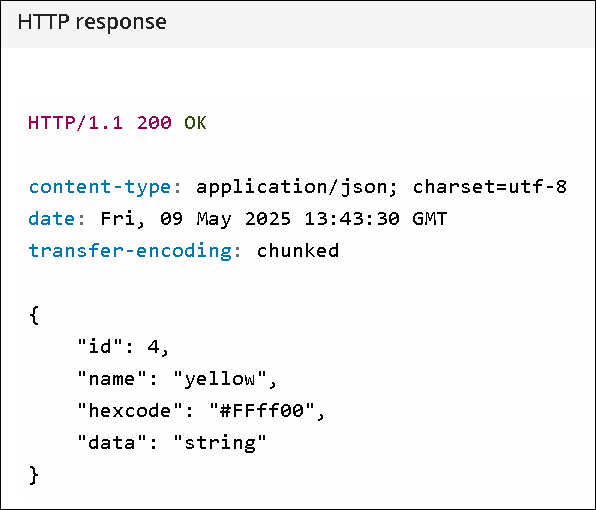 HTTP response
HTTP/1.1 200 OK
content-type: application/json; charset=utf-8
date: Fri, 09 May 2025 13:43:30 GMT
transfer-encoding: chunked
{
    "id": 4,
    "name": "yellow",
    "hexcode": "#FFff00",
    "data": "string"
}